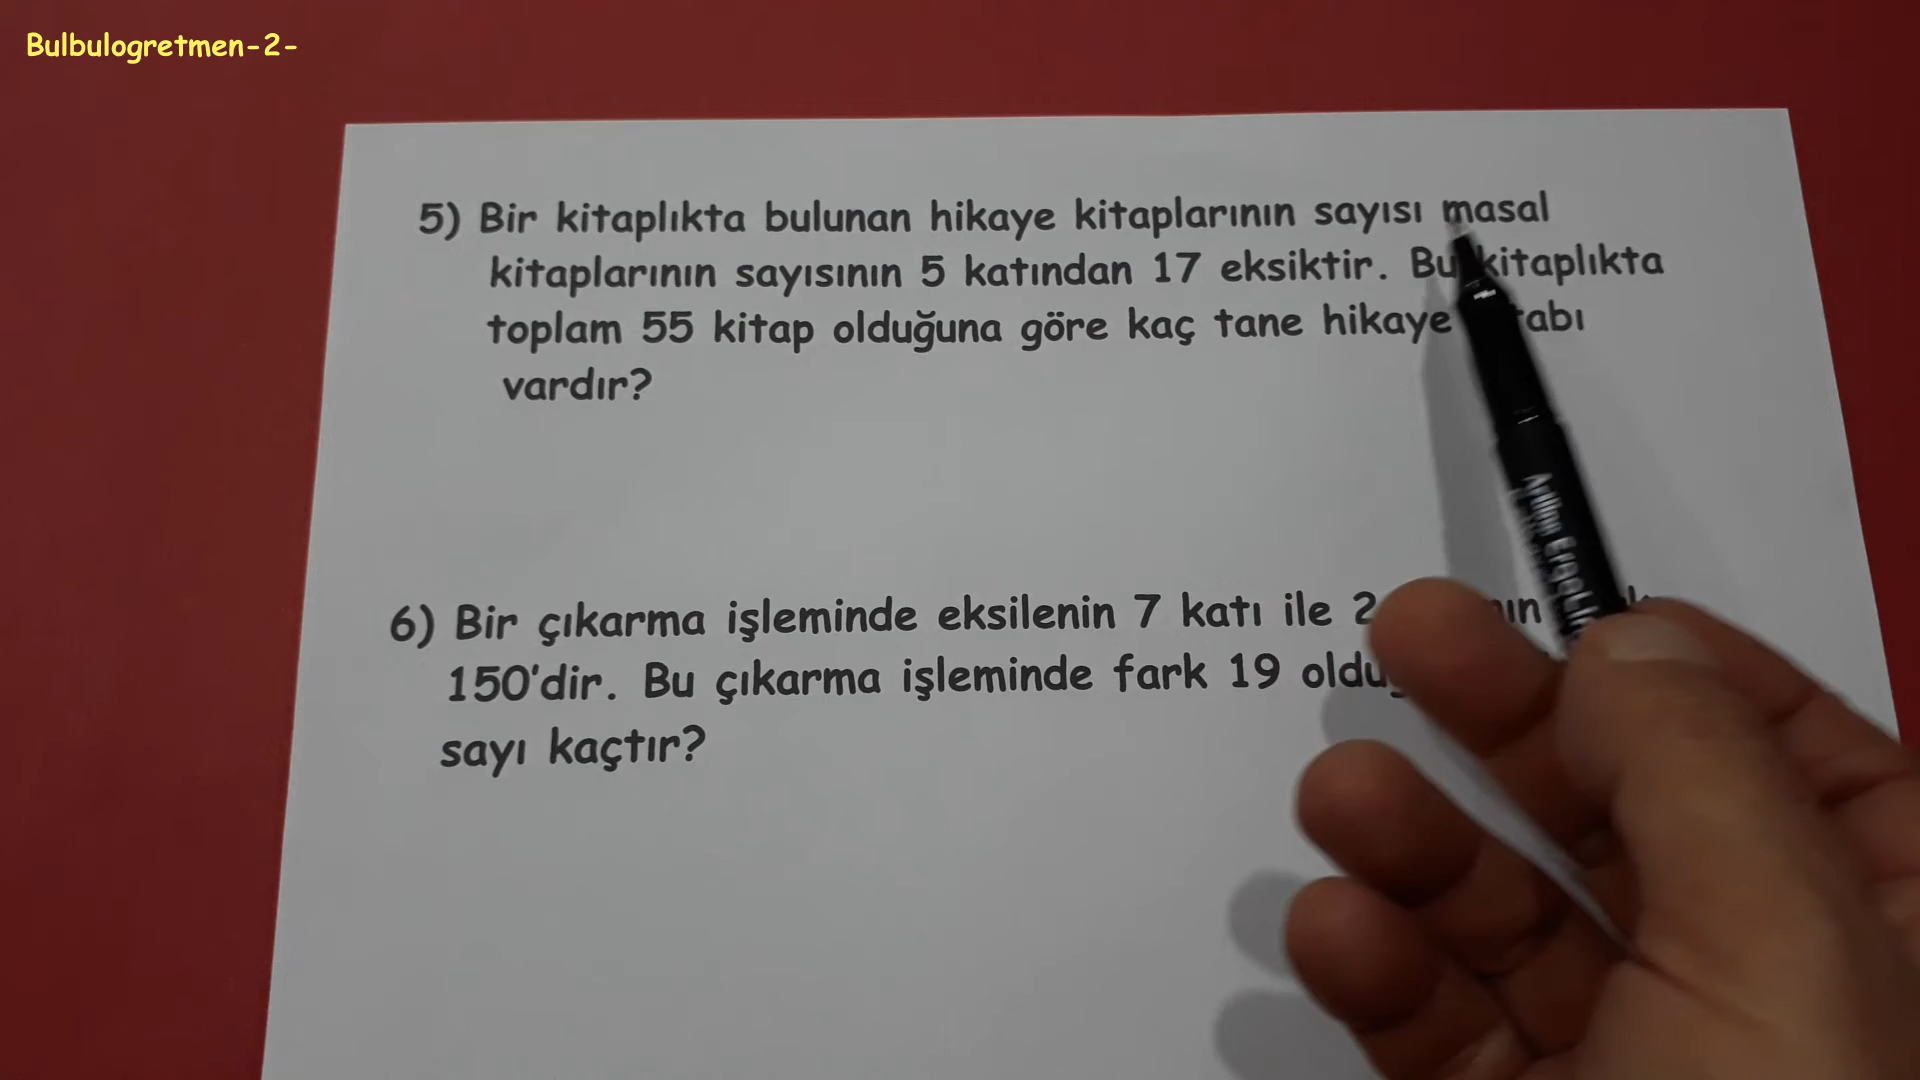 Bulbulogretmen-2-
5) Bir kitaplıkta bulunan hikaye kitaplarının sayısı masal
kitaplarının sayısının 5 katından 17 eksiktir. Bu kitaplıkta
toplam 55 kitap olduğuna göre kaç tane hikaye
vardır?
6) Bir çıkarma işleminde eksilenin 7 katı ile 2
150'dir. Bu çıkarma işleminde fark 19
sayı kaçtır?